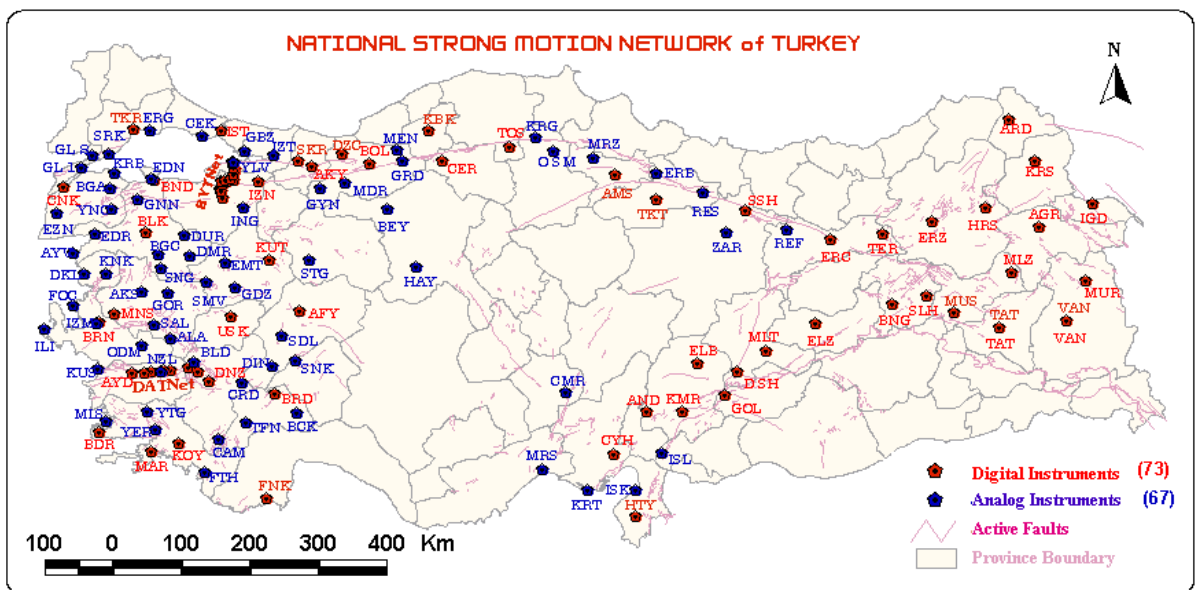 NATIONAL STRONG MOTION NETWORK of TURKEY
N
TKR ERG
CEK
IST
SRK
GBZ
IZT
SKR
DZC
BOL
MEN
KBK
TOS
KRG
MRZ
ARD
GLS
GLI
KRB
EDN
YLV
AKY
GRD
CER
OSM
ERB
KRS
CNK
BGA
BND
BYTNet
IZN
GYN
MDR
AMS
TKT
RES
SSH
IGD
EZN
YNC
GNN
BLK
ING
BEY
ZAR
REF
ERC
TER
ERZ
HRS
AGR
AYV
EDR
BGC
DUR
DMR
EMT
KUT
STG
HAY
MLZ
DKL
KNK
SNG
SMV
GDZ
MUR
FOC
AKS
GOR
USK
AFY
BNG
SLH
MUS
TAT
VAN
IZM
BRN
MNS
SAL
ALA
SDL
ELZ
TAT
VAN
ILI
ODM
NZL
BLD
DIN
SNK
MLT
ELB
KUS
AYD
DATNet
DNZ
CRD
BRD
CMR
DSH
MIS
YTG
BCK
AND
KMR
GOL
BDR
YER
KOY
TFN
CAM
MAR
FTH
FNK
CYH
ISL
MRS
KRT
ISK
HTY
Digital Instruments (73)
Analog Instruments (67)
Active Faults
Province Boundary
100 0 100 200 300 400 Km